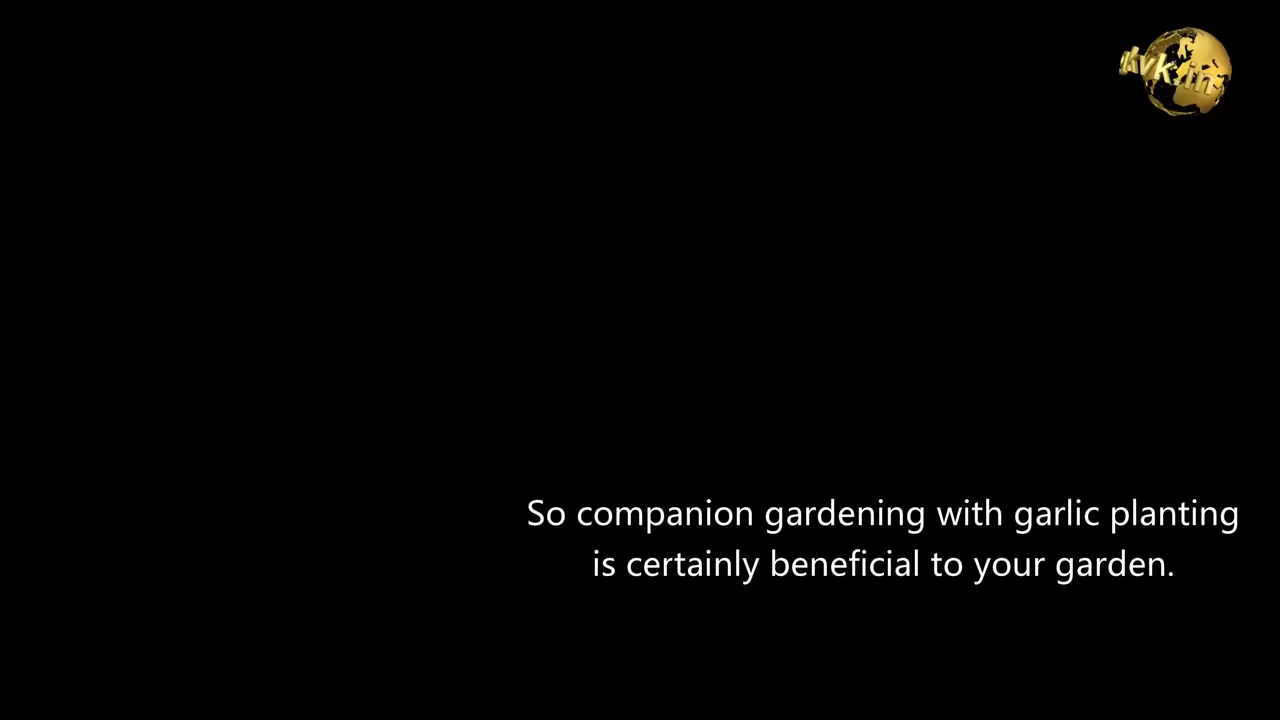 So companion gardening with garlic planting
is certainly beneficial to your garden.